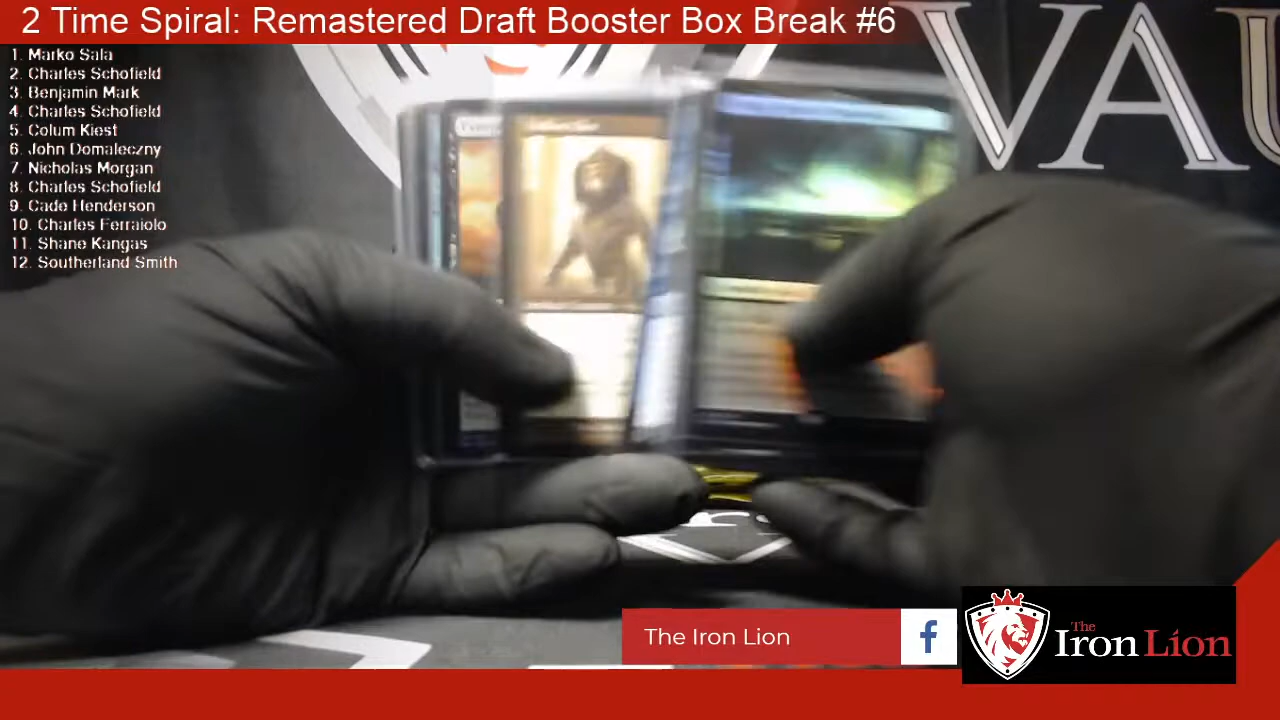 2 Time Spiral: Remastered Draft Booster Box Break #6
1. Marko Sala
2. Charles Schofield
3. Benjamin Mark
4. Charles Schofield
5. Colum Kiest
6. John Domaleczny
7. Nicholas Morgan
8. Charles Schofield
9. Cade Henderson
10. Charles Ferraiolo
11. Shane Kangas
12. Southerland Smith
VAU
The Iron Lion
f
The
Iron Lion